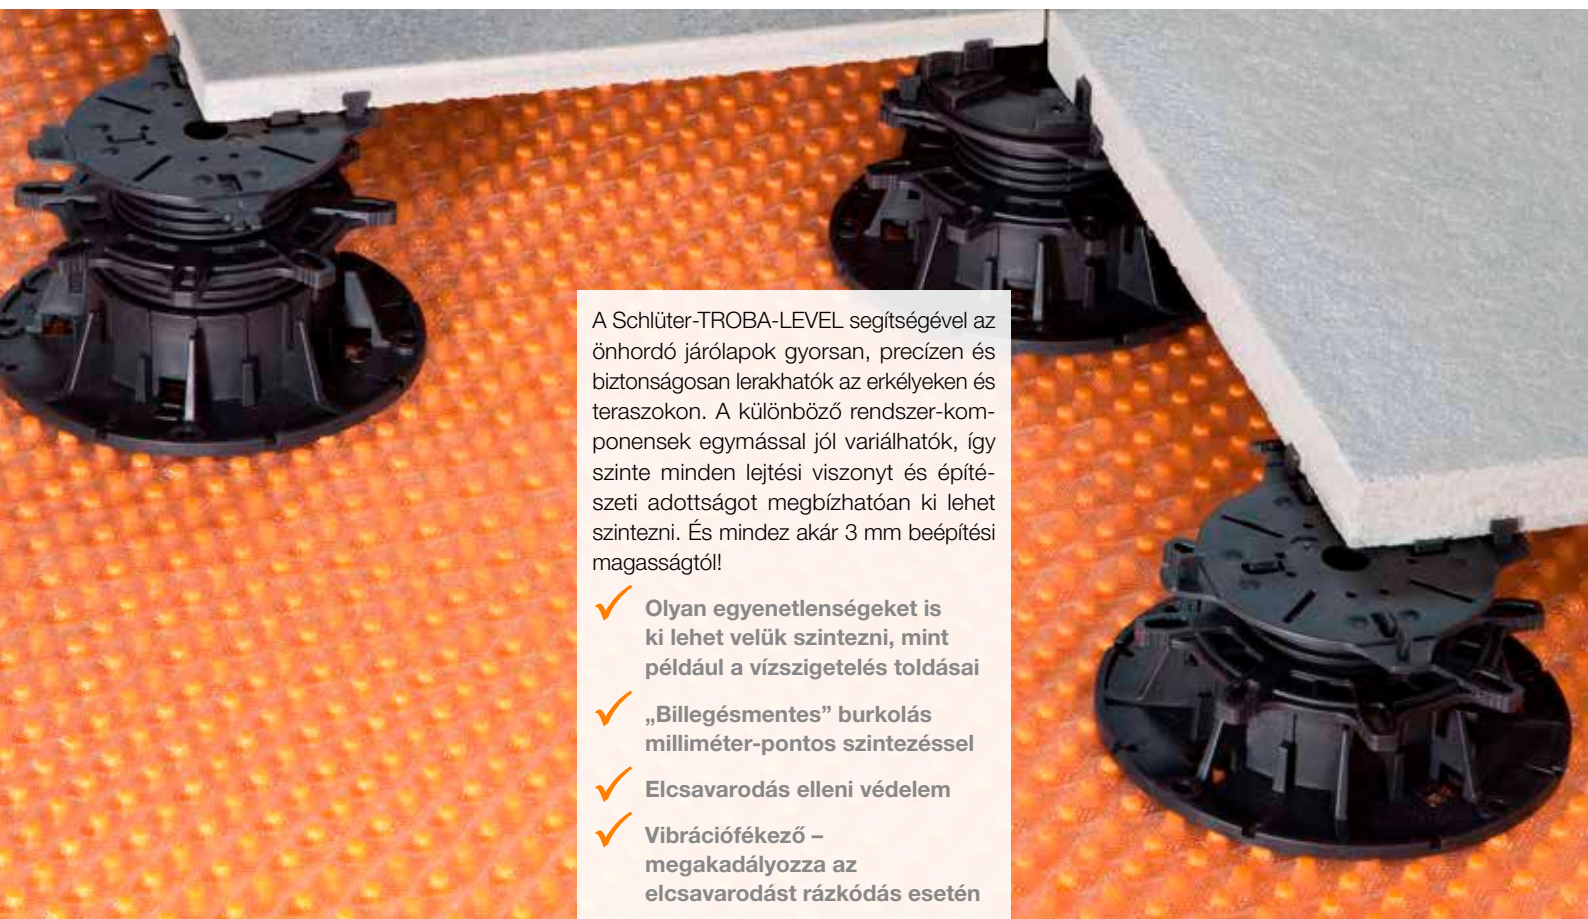 A Schlüter-TROBA-LEVEL segítségével az
önhordó járólapok gyorsan, precízen és
biztonságosan lerakhatók az erkélyeken és
teraszokon. A különböző rendszer-kom-
ponensek egymással jól variálhatók, így
szinte minden lejtési viszonyt és építé-
szeti adottságot megbízhatóan ki lehet
szintezni. És mindez akár 3 mm beépítési
magasságtól!
Olyan egyenetlenségeket is
ki lehet velük szintezni, mint
például a vízszigetelés toldásai
„Billegésmentes” burkolás
milliméter-pontos szintezéssel
Elcsavarodás elleni védelem
Vibrációfékező –
megakadályozza az
elcsavarodást rázkódás esetén